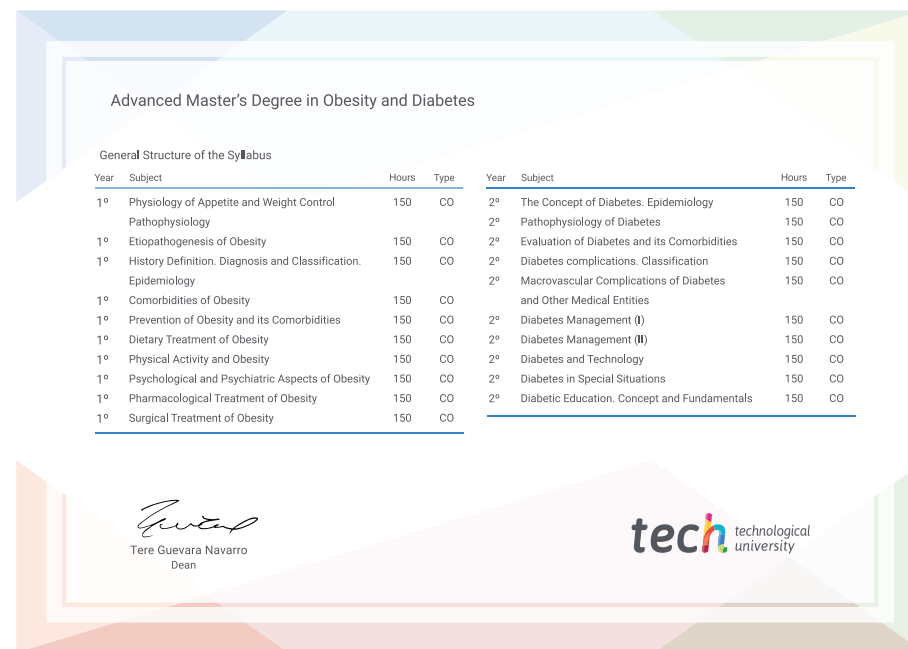 Advanced Master's Degree in Obesity and Diabetes
General Structure of the Syllabus
Year Subject Hours Type
1º Physiology of Appetite and Weight Control 150 CO
Pathophysiology
1º Etiopathogenesis of Obesity 150 CO
1º History Definition. Diagnosis and Classification. 150 CO
Epidemiology
1º Comorbidities of Obesity 150 CO
1º Prevention of Obesity and its Comorbidities 150 CO
1º Dietary Treatment of Obesity 150 CO
1º Physical Activity and Obesity 150 CO
1º Psychological and Psychiatric Aspects of Obesity 150 CO
1º Pharmacological Treatment of Obesity 150 CO
1º Surgical Treatment of Obesity 150 CO
Year Subject Hours Type
2º The Concept of Diabetes. Epidemiology 150 CO
2º Pathophysiology of Diabetes 150 CO
2º Evaluation of Diabetes and its Comorbidities 150 CO
2º Diabetes complications. Classification 150 CO
2º Macrovascular Complications of Diabetes 150 CO
and Other Medical Entities
2º Diabetes Management (I) 150 CO
2º Diabetes Management (II) 150 CO
2º Diabetes and Technology 150 CO
2º Diabetes in Special Situations 150 CO
2º Diabetic Education. Concept and Fundamentals 150 CO
Tere Guevara Navarro
Dean
tech technological
university